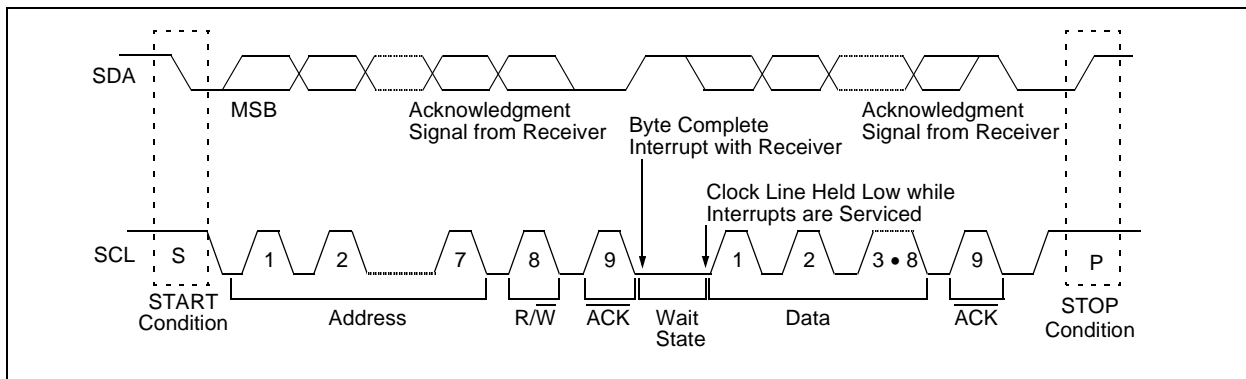 SDA
MSB
Acknowledgment
Signal from Receiver
Byte Complete
Interrupt with Receiver
Acknowledgment
Signal from Receiver
Clock Line Held Low while
Interrupts are Serviced
SCL
S
1
2
7
8
9
1
2
3 • 8
9
P
START
Condition
Address
R/W̅
A̅C̅K̅
Wait
State
Data
A̅C̅K̅
STOP
Condition